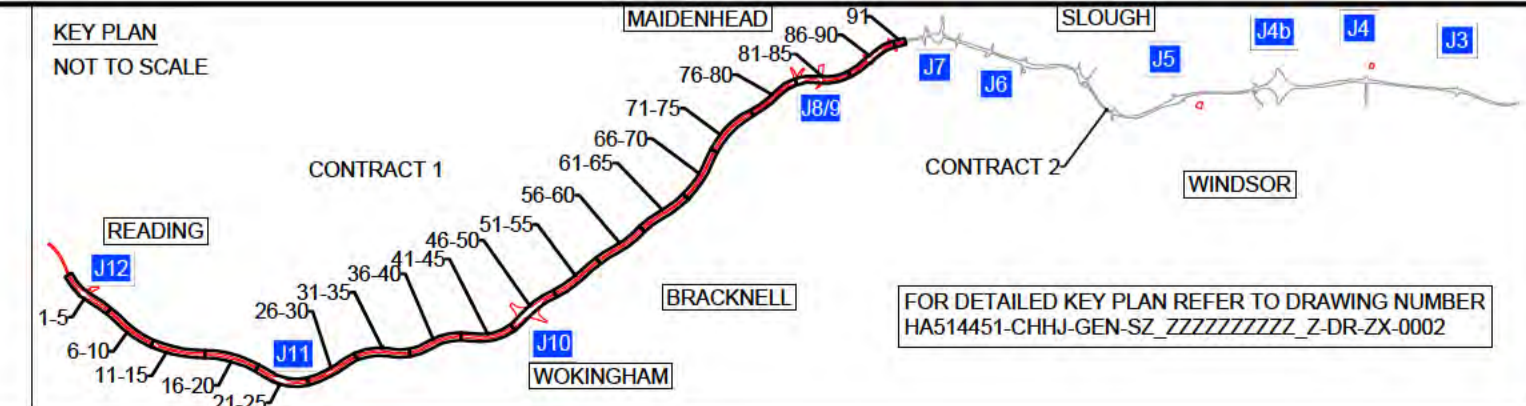 KEY PLAN
NOT TO SCALE
MAIDENHEAD
91
SLOUGH
86-90
81-85
76-80
J7
J6
J5
J4b
J4
J3
J8/9
71-75
66-70
61-65
56-60
51-55
46-50
41-45
36-40
31-35
26-30
CONTRACT 1
CONTRACT 2
WINDSOR
READING
J12
1-5
6-10
11-15
16-20
21-25
J11
J10
WOKINGHAM
BRACKNELL
FOR DETAILED KEY PLAN REFER TO DRAWING NUMBER
HA514451-CHHJ-GEN-SZ_ZZZZZZZZZZ_Z-DR-ZX-0002